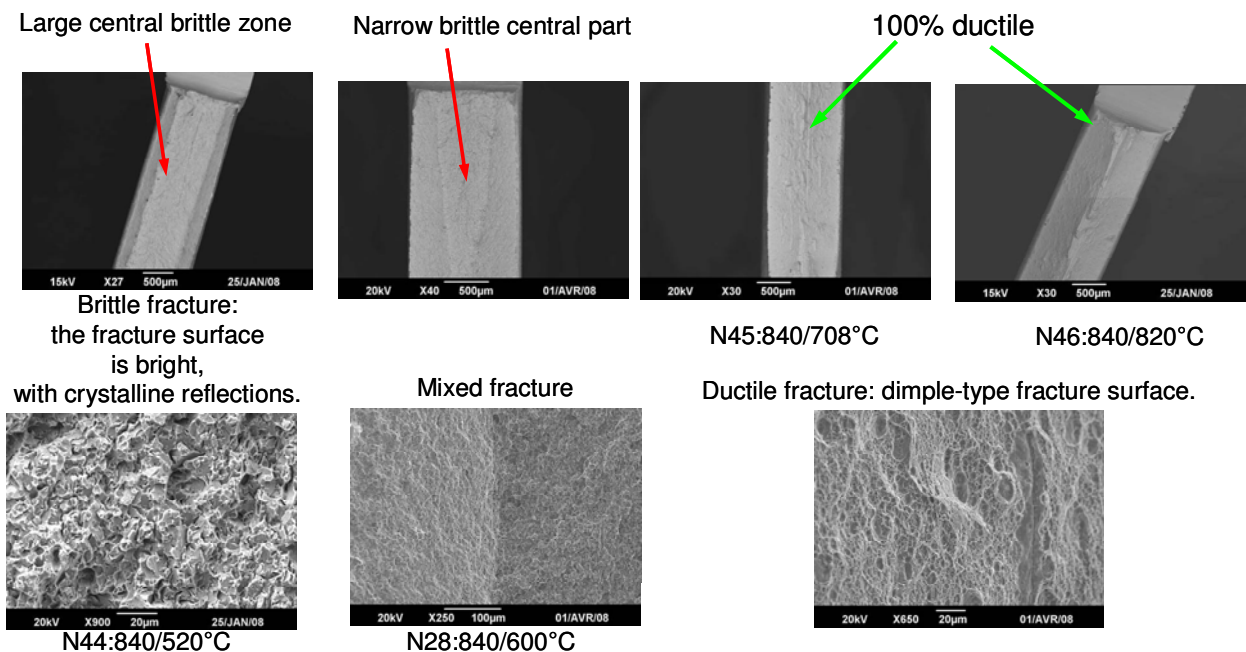 Large central brittle zone
Narrow brittle central part
100% ductile
15kV X27 500µm 25/JAN/08
20kV X40 500µm 01/AVR/08
20kV X30 500µm 01/AVR/08
15kV X30 500µm 25/JAN/08
Brittle fracture:
the fracture surface
is bright,
with crystalline reflections.
N45:840/708°C
N46:840/820°C
Mixed fracture
Ductile fracture: dimple-type fracture surface.
20kV X900 20µm 25/JAN/08
20kV X250 100µm 01/AVR/08
20kV X650 20µm 01/AVR/08
N44:840/520°C
N28:840/600°C